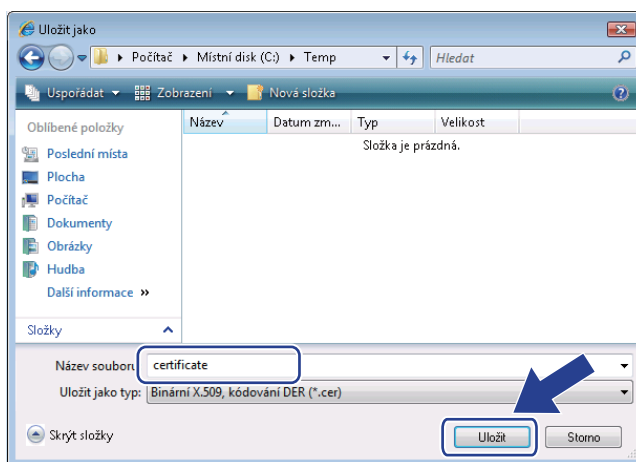 Uložit jako
Počítač ▸ Místní disk (C:) ▸ Temp
Hledat
Uspořádat Zobrazení Nová složka
Oblíbené položky
Název Datum zm... Typ Velikost
Složka je prázdná.
Poslední místa
Plocha
Počítač
Dokumenty
Obrázky
Hudba
Další informace »
Složky
Název souboru: certificate
Uložit jako typ: Binární X.509, kódování DER (*.cer)
Skrýt složky
Uložit
Storno